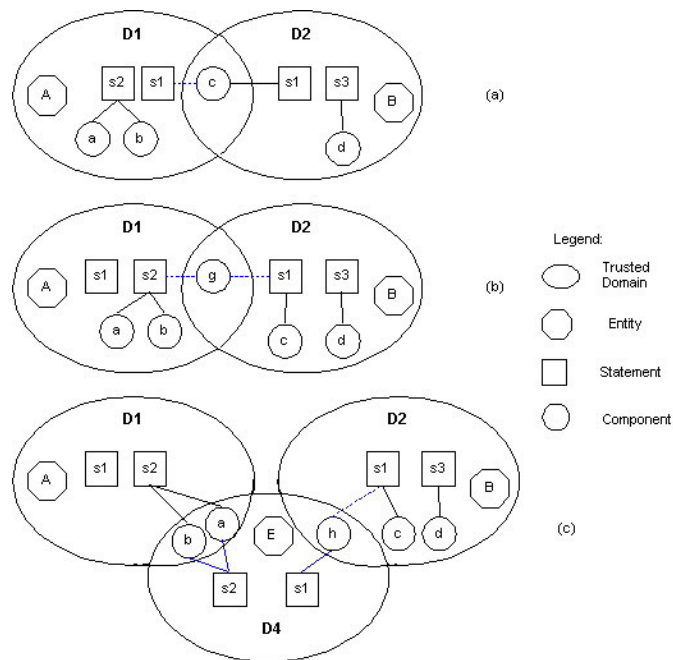 D1 D2
A s2 s1 c s1 s3 B
a b d
(a)
D1 D2
A s1 s2 g s1 s3 B
a b c d
(b)
Legend:
Trusted
Domain
Entity
Statement
Component
D1 D2
A s1 s2 s1 s3 B
b a E h c d
(c)
s2 s1
D4